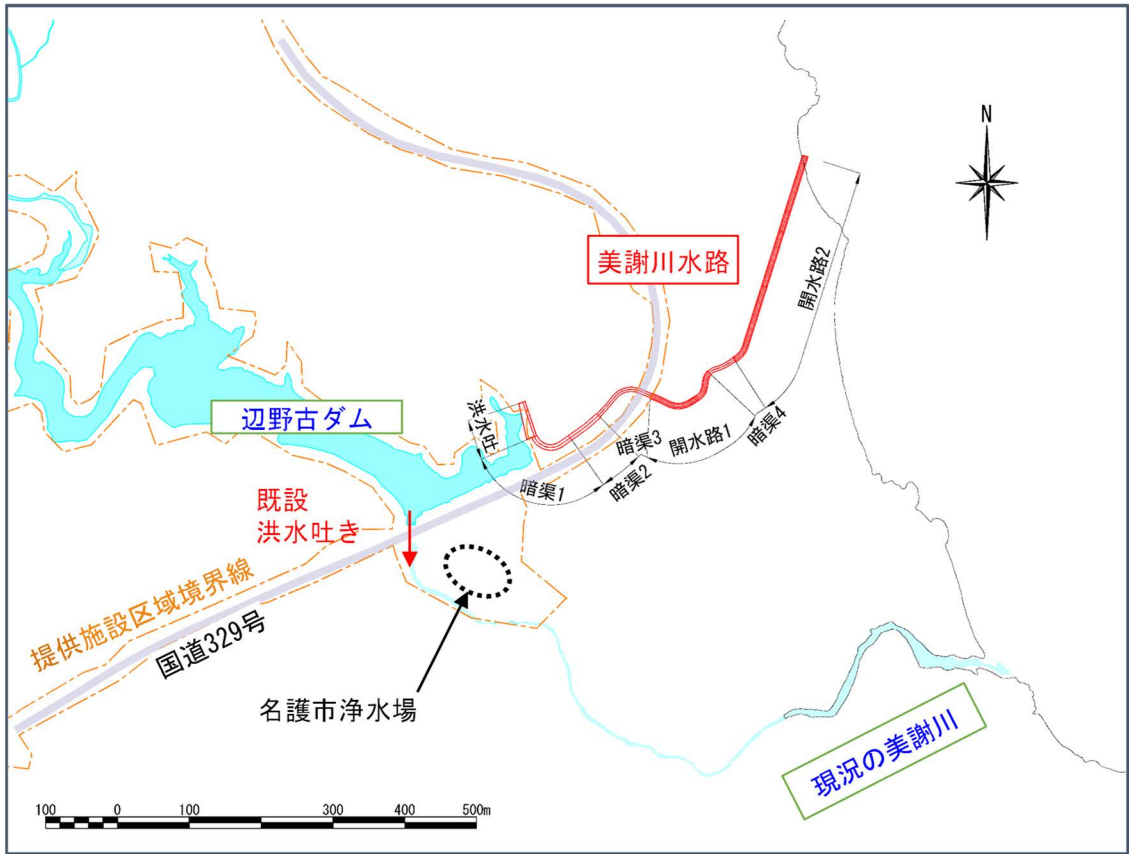 N
美謝川水路
開水路2
辺野古ダム
洪水吐
暗渠1
暗渠2
暗渠3
開水路1
暗渠4
既設
洪水吐き
提供施設区域境界線
国道329号
名護市浄水場
現況の美謝川
100 0 100 300 400 500m